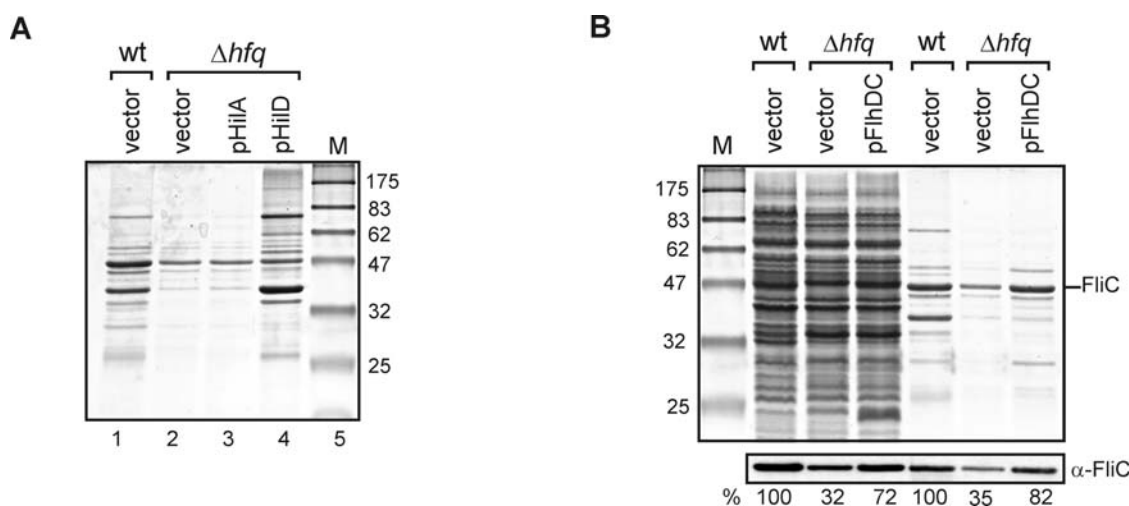 A
wt Δhfq
vector vector pHilA pHilD M
175
83
62
47
32
25
1 2 3 4 5
B
wt Δhfq wt Δhfq
M vector vector pFlhDC vector vector pFlhDC
175
83
62
47
32
25
FliC
α-FliC
% 100 32 72 100 35 82